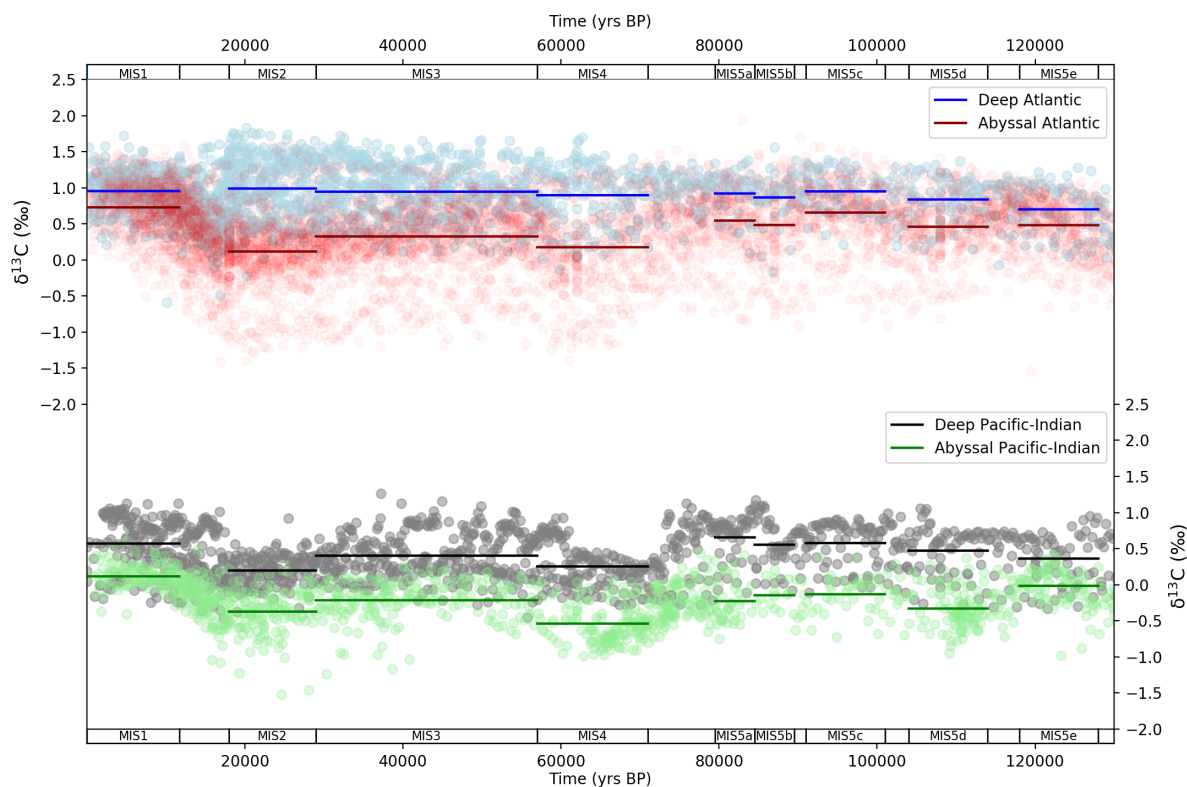 Time (yrs BP)
20000 40000 60000 80000 100000 120000
MIS1 MIS2 MIS3 MIS4 MIS5a MIS5b MIS5c MIS5d MIS5e
2.5
2.0
1.5
1.0
0.5
0.0
−0.5
−1.0
−1.5
−2.0
δ¹³C (‰)
Deep Atlantic
Abyssal Atlantic
Deep Pacific-Indian
Abyssal Pacific-Indian
2.5
2.0
1.5
1.0
0.5
0.0
−0.5
−1.0
−1.5
−2.0
δ¹³C (‰)
MIS1 MIS2 MIS3 MIS4 MIS5a MIS5b MIS5c MIS5d MIS5e
20000 40000 60000 80000 100000 120000
Time (yrs BP)